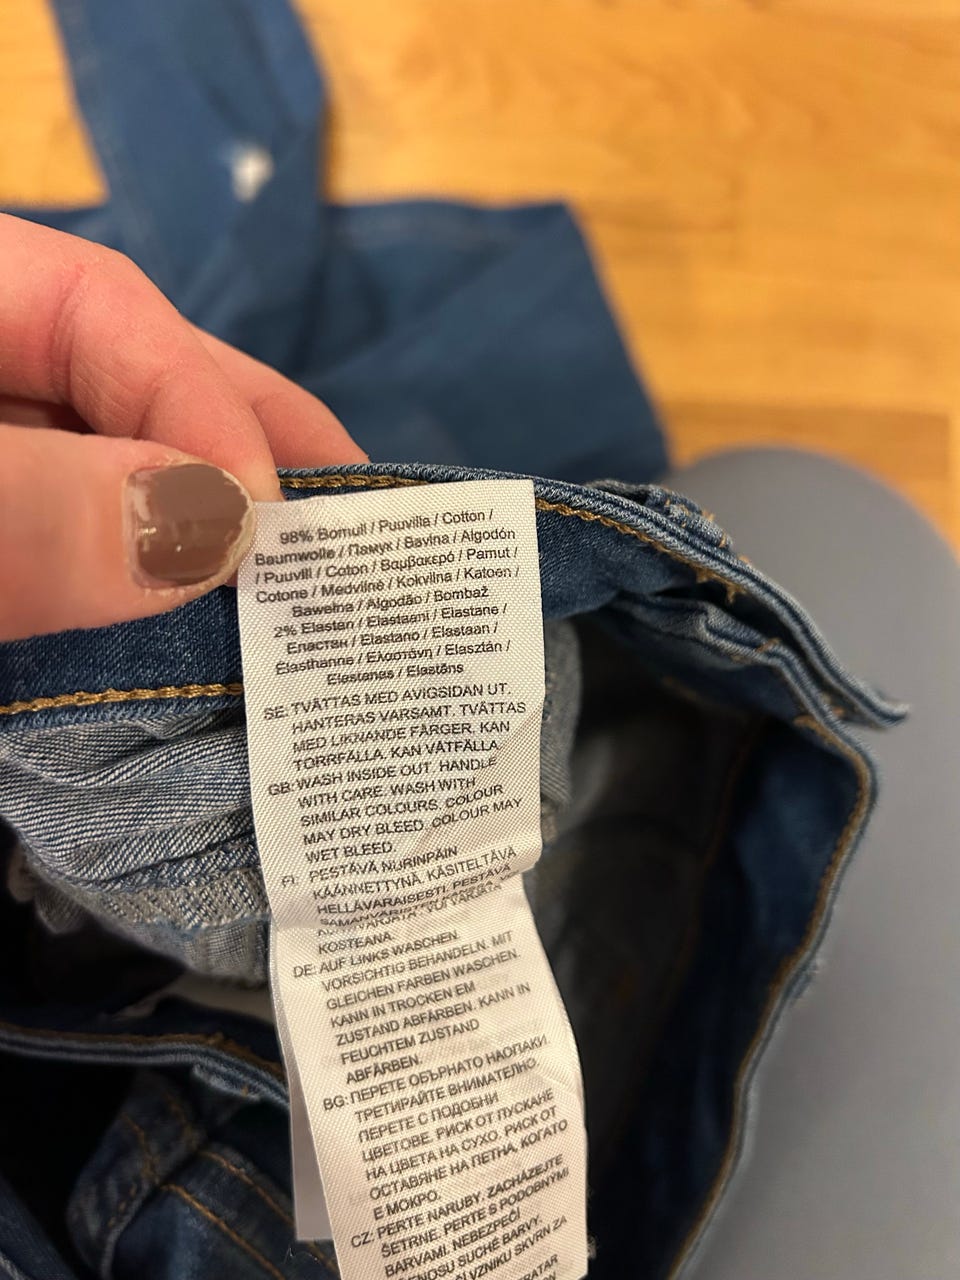 98% Bomull / Puuvilla / Cotton /
Baumwolle / Памук / Bavlna / Algodón
/ Puuvill / Coton / Βαμβακερό / Pamut /
Cotone / Medvilnė / Kokvilna / Katoen /
Bawełna / Algodão / Bombaž
2% Elastan / Elastaani / Elastane /
Еластан / Elastano / Elastaan /
Élasthanne / Ελαστάνη / Elasztán /
Elastanas / Elastāns
SE: TVÄTTAS MED AVIGSIDAN UT.
HANTERAS VARSAMT. TVÄTTAS
MED LIKNANDE FÄRGER. KAN
TORRFÄLLA. KAN VÅTFÄLLA.
GB: WASH INSIDE OUT. HANDLE
WITH CARE. WASH WITH
SIMILAR COLOURS. COLOUR
MAY DRY BLEED. COLOUR MAY
WET BLEED.
FI: PESTÄVÄ NURINPÄIN
KÄÄNNETTYNÄ. KÄSITELTÄVÄ
HELLÄVARAISESTI. PESTÄVÄ
KOSTEANA.
DE: AUF LINKS WASCHEN.
VORSICHTIG BEHANDELN. MIT
GLEICHEN FARBEN WASCHEN.
KANN IN TROCKEN EM
ZUSTAND ABFÄRBEN. KANN IN
FEUCHTEM ZUSTAND
ABFÄRBEN.
BG: ПЕРЕТЕ ОБЪРНАТО НАОПАКИ.
ТРЕТИРАЙТЕ ВНИМАТЕЛНО.
ПЕРЕТЕ С ПОДОБНИ
ЦВЕТОВЕ. РИСК ОТ ПУСКАНЕ
НА ЦВЕТА НА СУХО. РИСК ОТ
ОСТАВЯНЕ НА ПЕТНА, КОГАТО
Е МОКРО.
CZ: PERTE NARUBY. ZACHÁZEJTE
ŠETRNĚ. PERTE S PODOBNÝMI
BARVAMI. NEBEZPEČÍ
SUCHÉ BARVY.
VZNIKU SKVRN ZA